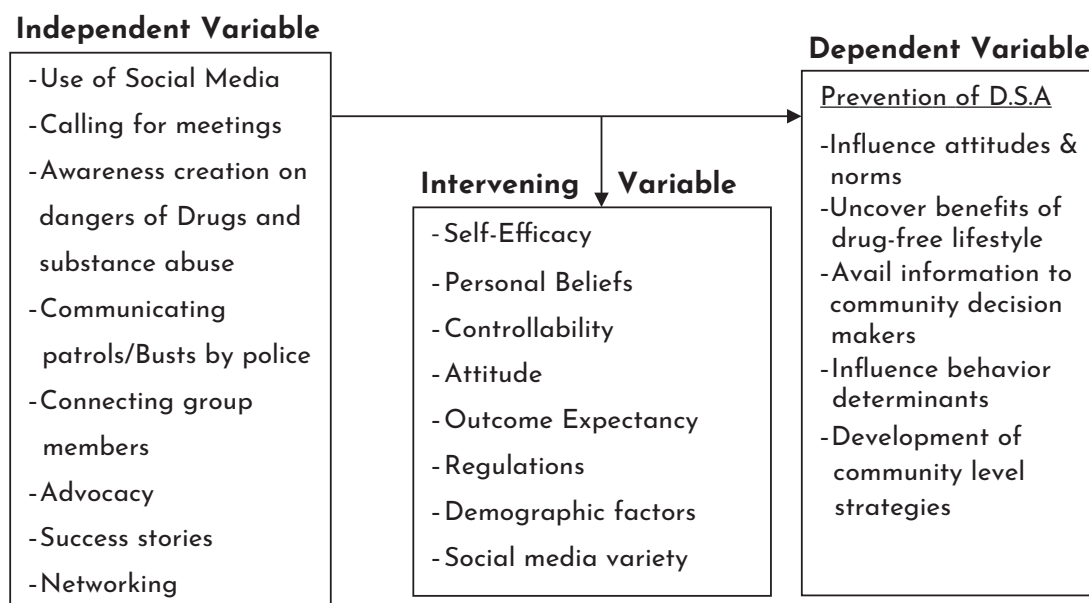 Independent Variable
-Use of Social Media
-Calling for meetings
-Awareness creation on
dangers of Drugs and
substance abuse
-Communicating
patrols/Busts by police
-Connecting group
members
-Advocacy
-Success stories
-Networking
Intervening Variable
-Self-Efficacy
-Personal Beliefs
-Controllability
-Attitude
-Outcome Expectancy
-Regulations
-Demographic factors
-Social media variety
Dependent Variable
Prevention of D.S.A
-Influence attitudes &
norms
-Uncover benefits of
drug-free lifestyle
-Avail information to
community decision
makers
-Influence behavior
determinants
-Development of
community level
strategies